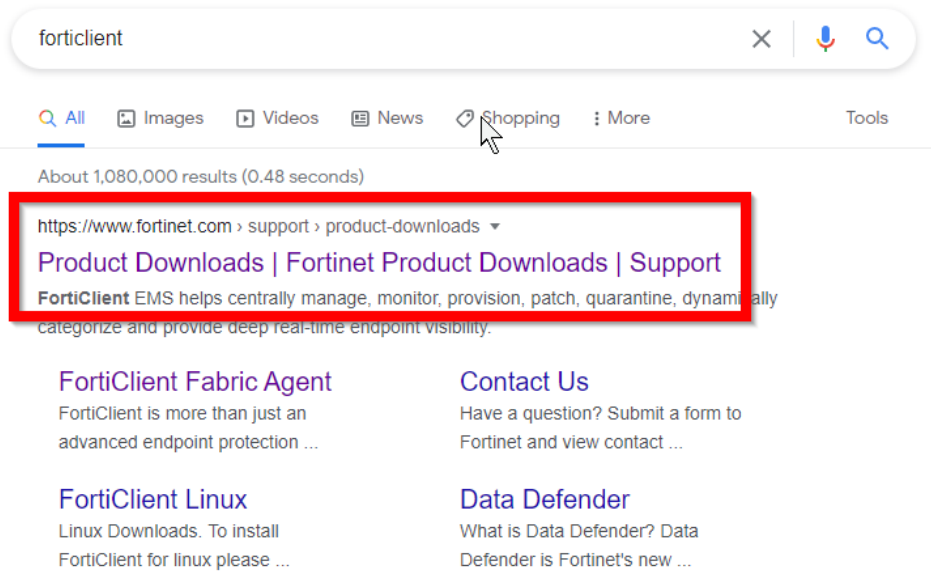 forticlient
All Images Videos News Shopping More Tools
About 1,080,000 results (0.48 seconds)
https://www.fortinet.com › support › product-downloads
Product Downloads | Fortinet Product Downloads | Support
FortiClient EMS helps centrally manage, monitor, provision, patch, quarantine, dynamically
categorize and provide deep real-time endpoint visibility.
FortiClient Fabric Agent
FortiClient is more than just an
advanced endpoint protection ...
Contact Us
Have a question? Submit a form to
Fortinet and view contact ...
FortiClient Linux
Linux Downloads. To install
FortiClient for linux please ...
Data Defender
What is Data Defender? Data
Defender is Fortinet's new ...